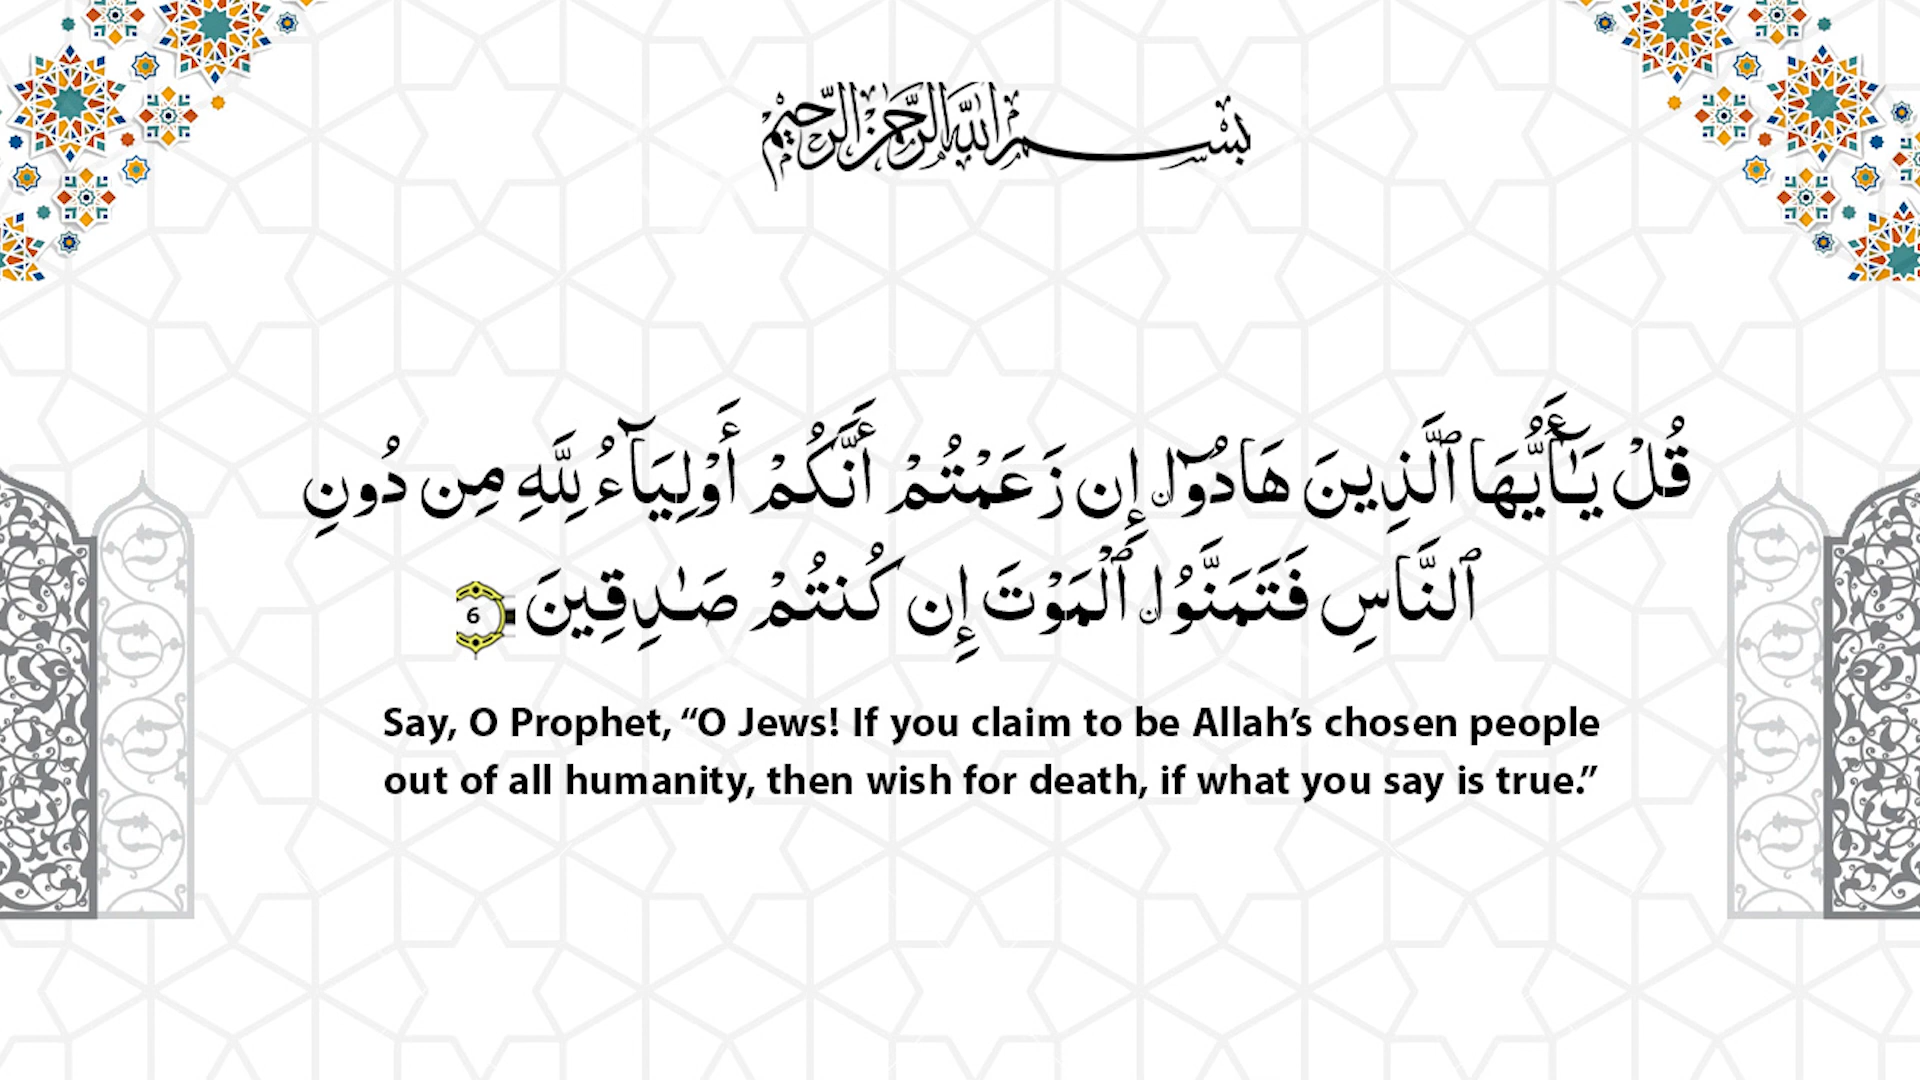 بسم الله الرحمن الرحيم
قُلْ يَـٰٓأَيُّهَا ٱلَّذِينَ هَادُوٓا۟ إِن زَعَمْتُمْ أَنَّكُمْ أَوْلِيَآءُ لِلَّهِ مِن دُونِ
ٱلنَّاسِ فَتَمَنَّوُا۟ ٱلْمَوْتَ إِن كُنتُمْ صَـٰدِقِينَ 6
Say, O Prophet, “O Jews! If you claim to be Allah’s chosen people
out of all humanity, then wish for death, if what you say is true.”